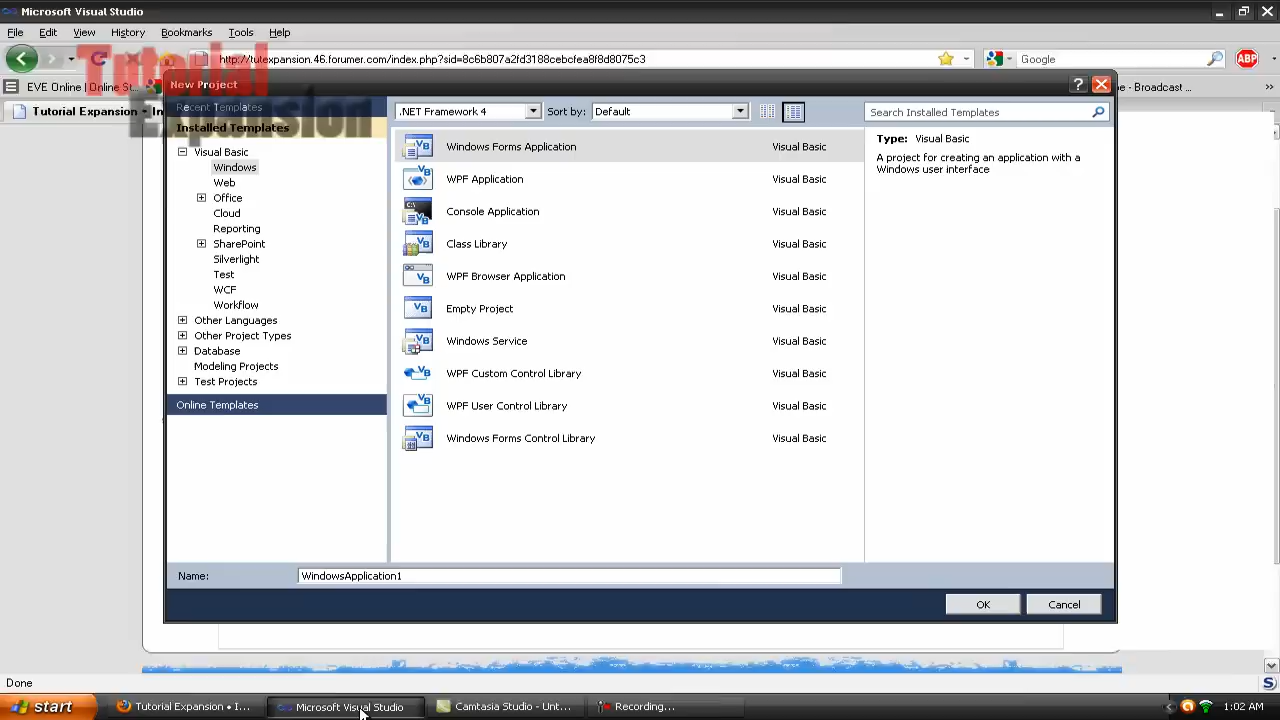 Microsoft Visual Studio
File Edit View History Bookmarks Tools Help
http://tutexpansion.46.forumer.com/index.php?sid=8c6b807a2fd3188pebcfea8f8d8075c3
Google
ABP
EVE Online | Online St...
e - Broadcast ...
Tutorial Expansion • In
Tutorial
Expansion
New Project
Recent Templates
.NET Framework 4
Sort by: Default
Search Installed Templates
Installed Templates
Visual Basic
Windows
Web
Office
Cloud
Reporting
SharePoint
Silverlight
Test
WCF
Workflow
Other Languages
Other Project Types
Database
Modeling Projects
Test Projects
Online Templates
Windows Forms Application Visual Basic
WPF Application Visual Basic
Console Application Visual Basic
Class Library Visual Basic
WPF Browser Application Visual Basic
Empty Project Visual Basic
Windows Service Visual Basic
WPF Custom Control Library Visual Basic
WPF User Control Library Visual Basic
Windows Forms Control Library Visual Basic
Type: Visual Basic
A project for creating an application with a
Windows user interface
Name: WindowsApplication1
OK Cancel
Done
start
Tutorial Expansion • I...
Microsoft Visual Studio
Camtasia Studio - Unt...
Recording...
1:02 AM